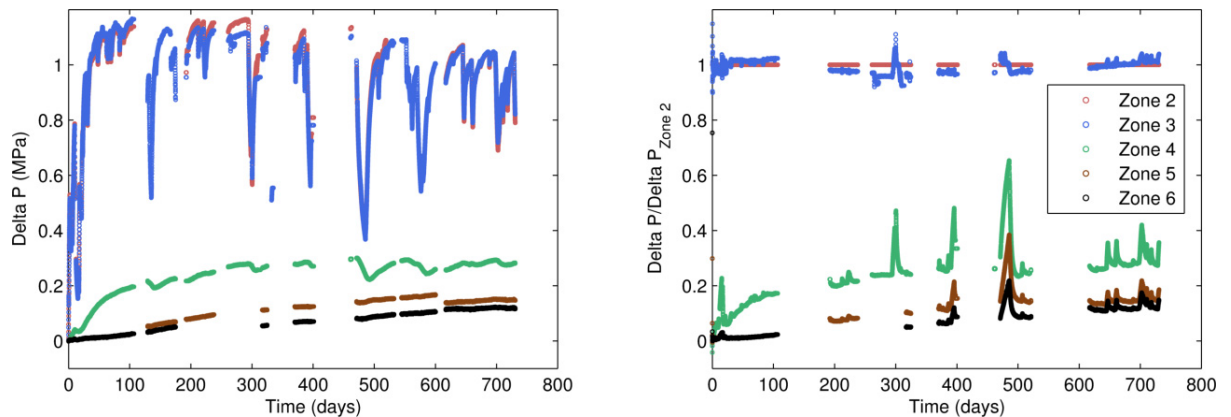 Delta P (MPa)
1
0.8
0.6
0.4
0.2
0
0 100 200 300 400 500 600 700 800
Time (days)
Delta P/Delta P Zone 2
1
0.8
0.6
0.4
0.2
0
0 100 200 300 400 500 600 700 800
Time (days)
Zone 2
Zone 3
Zone 4
Zone 5
Zone 6